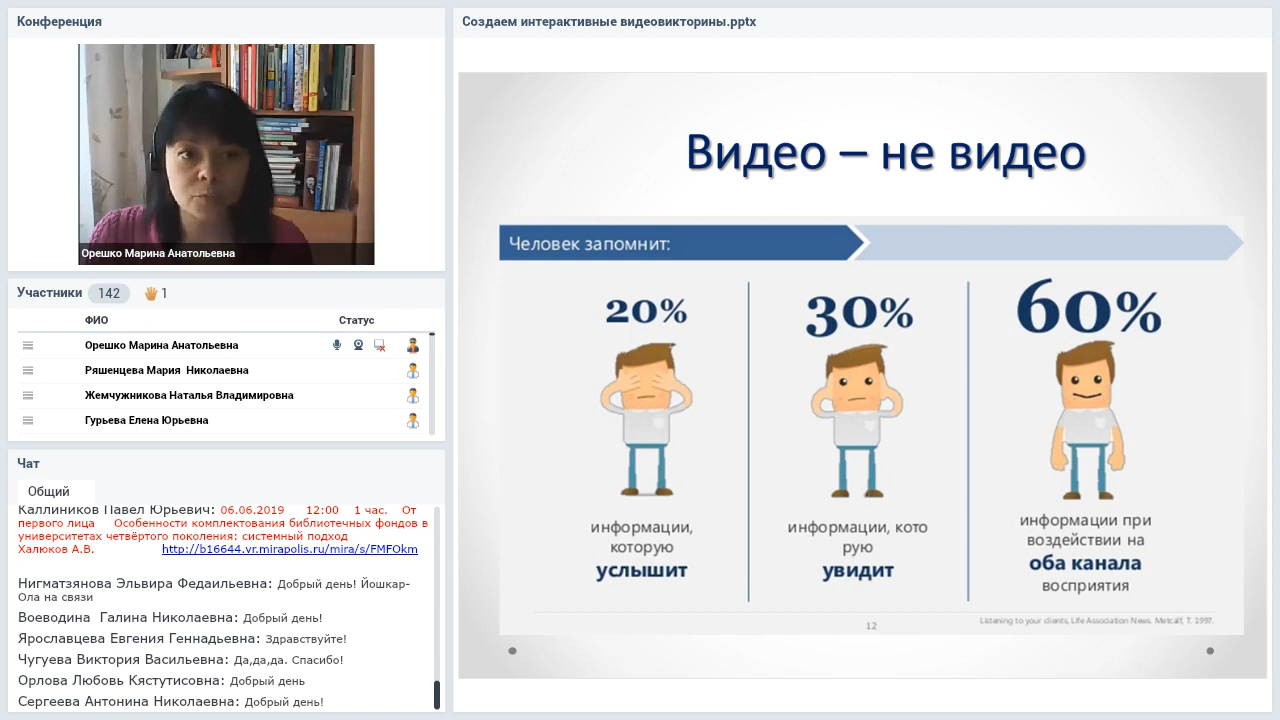 Конференция
Орешко Марина Анатольевна
Участники 142 1
ФИО Статус
Орешко Марина Анатольевна
Ряшенцева Мария Николаевна
Жемчужникова Наталья Владимировна
Гурьева Елена Юрьевна
Чат
Общий
Каллиников Павел Юрьевич: 06.06.2019 12:00 1 час. От
первого лица Особенности комплектования библиотечных фондов в
университетах четвёртого поколения: системный подход
Халюков А.В. http://b16644.vr.mirapolis.ru/mira/s/FMFOkm
Нигматзянова Эльвира Федаильевна: Добрый день! Йошкар-
Ола на связи
Воеводина Галина Николаевна: Добрый день!
Ярославцева Евгения Геннадьевна: Здравствуйте!
Чугуева Виктория Васильевна: Да,да,да. Спасибо!
Орлова Любовь Кястутисовна: Добрый день
Сергеева Антонина Николаевна: Добрый день!
Создаем интерактивные видеовикторины.pptx
Видео – не видео
Человек запомнит:
20%
информации,
которую
услышит
30%
информации, кото
рую
увидит
60%
информации при
воздействии на
оба канала
восприятия
12
Listening to your clients, Life Association News. Metcalf, T. 1997.